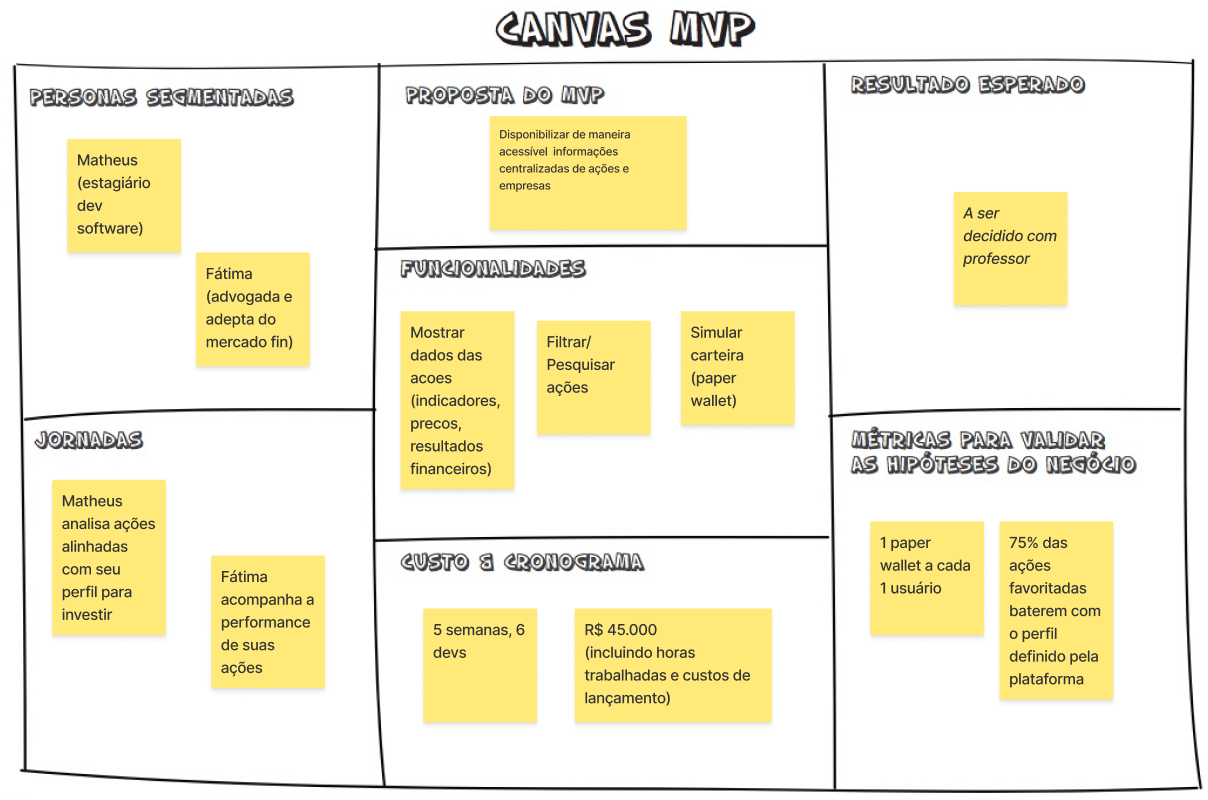 CANVAS MVP
PERSONAS SEGMENTADAS
Matheus
(estagiário
dev
software)
Fátima
(advogada e
adepta do
mercado fin)
JORNADAS
Matheus
analisa ações
alinhadas
com seu
perfil para
investir
Fátima
acompanha a
performance
de suas
ações
PROPOSTA DO MVP
Disponibilizar de maneira
acessível informações
centralizadas de ações e
empresas
FUNCIONALIDADES
Mostrar
dados das
acoes
(indicadores,
precos,
resultados
financeiros)
Filtrar/
Pesquisar
ações
Simular
carteira
(paper
wallet)
CUSTO & CRONOGRAMA
5 semanas, 6
devs
R$ 45.000
(incluindo horas
trabalhadas e custos de
lançamento)
RESULTADO ESPERADO
A ser
decidido com
professor
MÉTRICAS PARA VALIDAR
AS HIPÓTESES DO NEGÓCIO
1 paper
wallet a cada
1 usuário
75% das
ações
favoritadas
baterem com
o perfil
definido pela
plataforma